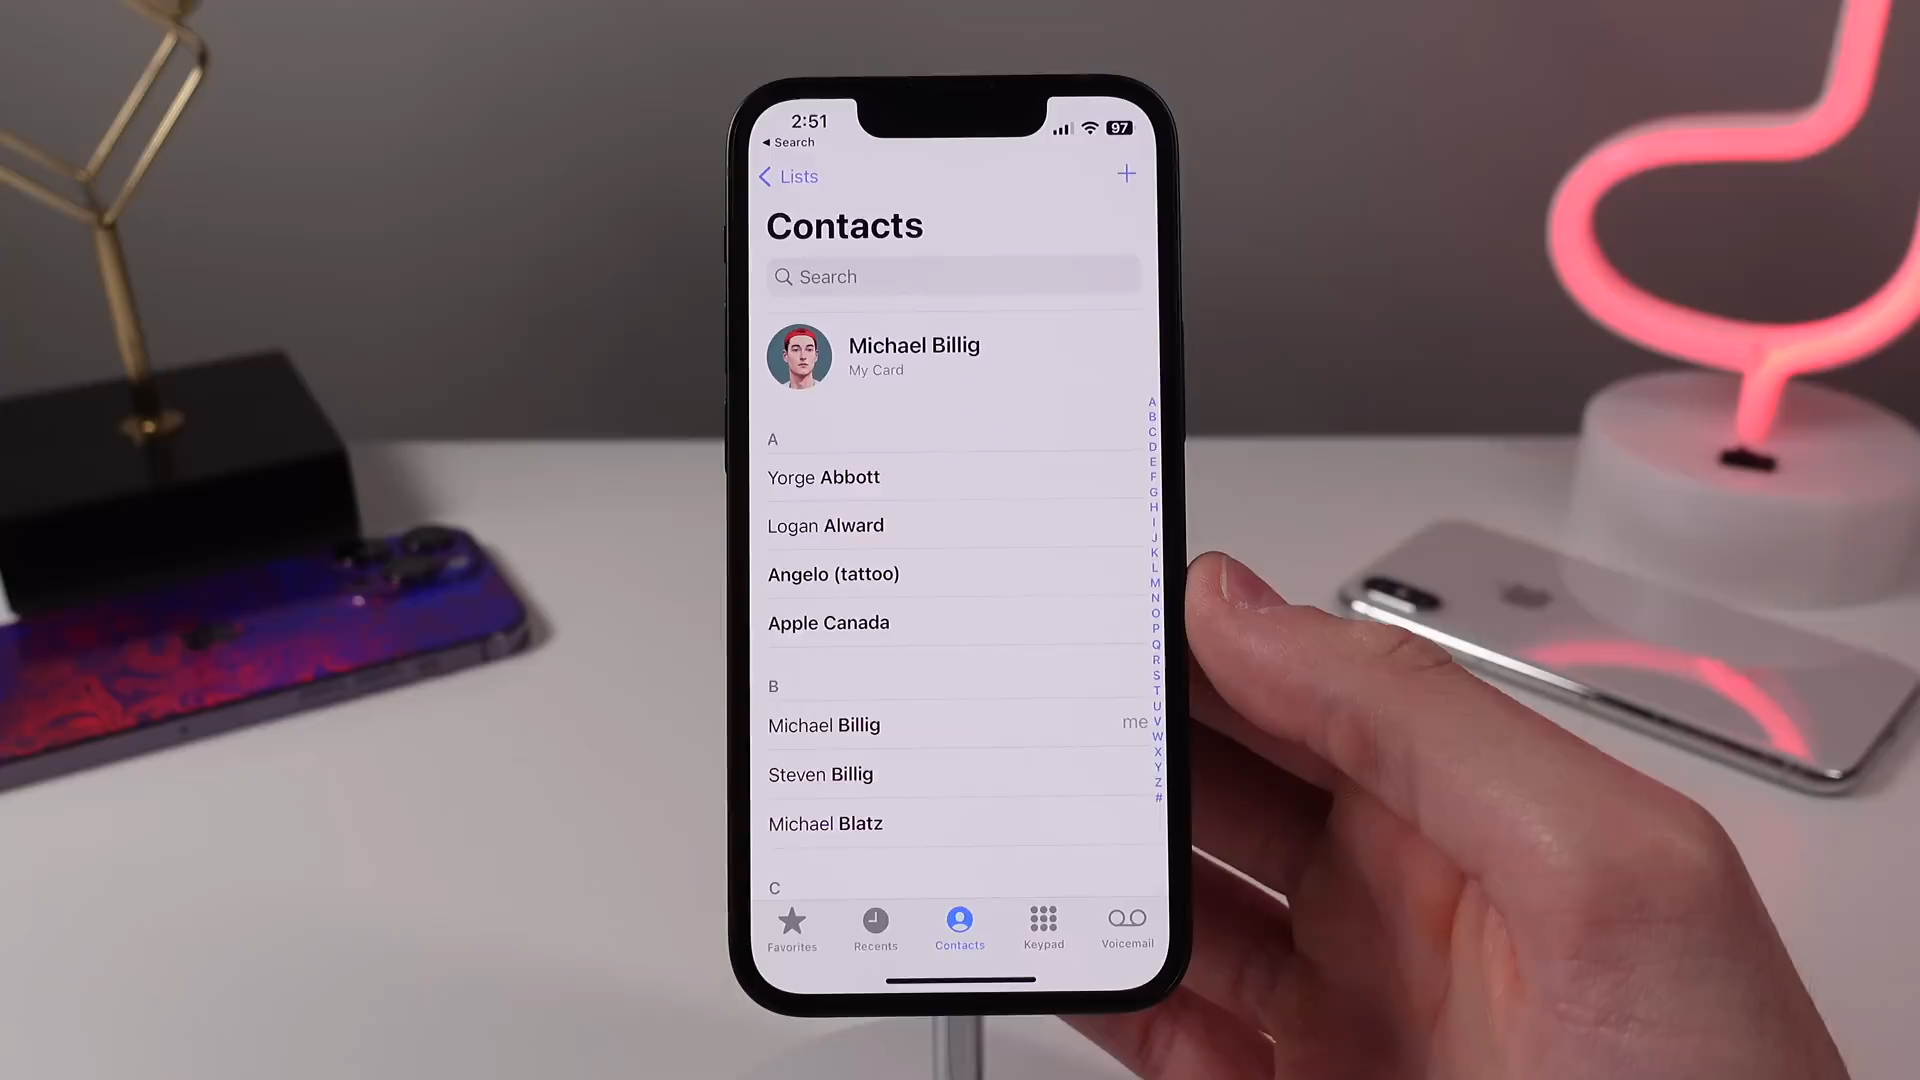 2:51
97
◀ Search
Lists
+
Contacts
Search
Michael Billig
My Card
A
Yorge Abbott
Logan Alward
Angelo (tattoo)
Apple Canada
B
Michael Billig me
Steven Billig
Michael Blatz
C
A
B
C
D
E
F
G
H
I
J
K
L
M
N
O
P
Q
R
S
T
U
V
W
X
Y
Z
#
Favorites Recents Contacts Keypad Voicemail